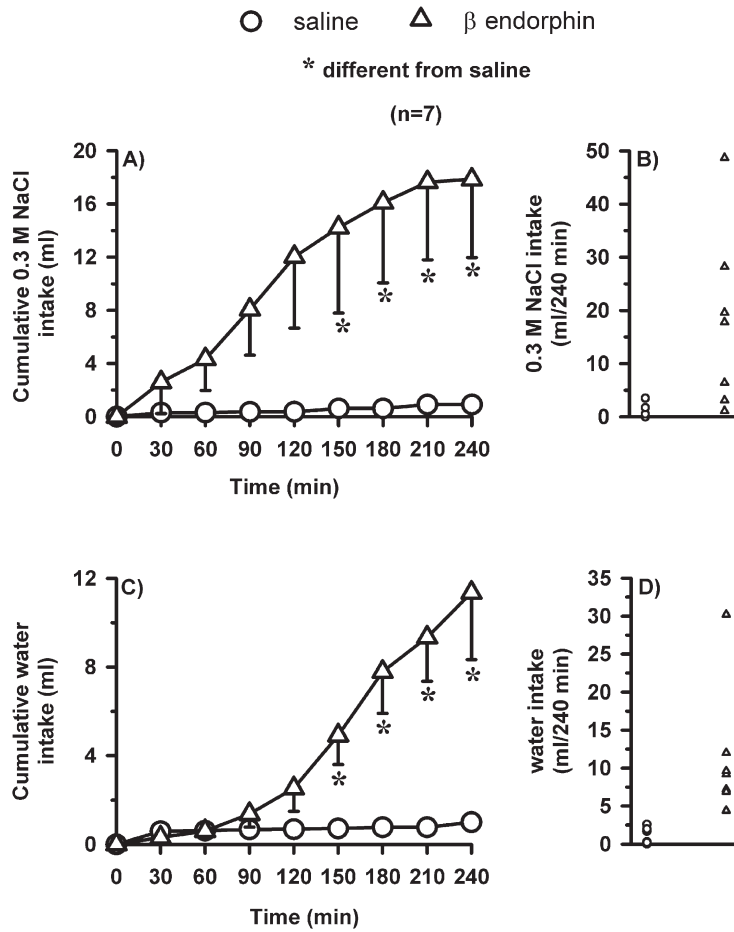 saline β endorphin
* different from saline
(n=7)
A)
Cumulative 0.3 M NaCl
intake (ml)
20
16
12
8
4
0
* * * *
0 30 60 90 120 150 180 210 240
Time (min)
B)
0.3 M NaCl intake
(ml/240 min)
50
40
30
20
10
0
C)
Cumulative water
intake (ml)
12
8
4
0
* * * *
0 30 60 90 120 150 180 210 240
Time (min)
D)
water intake
(ml/240 min)
35
30
25
20
15
10
5
0